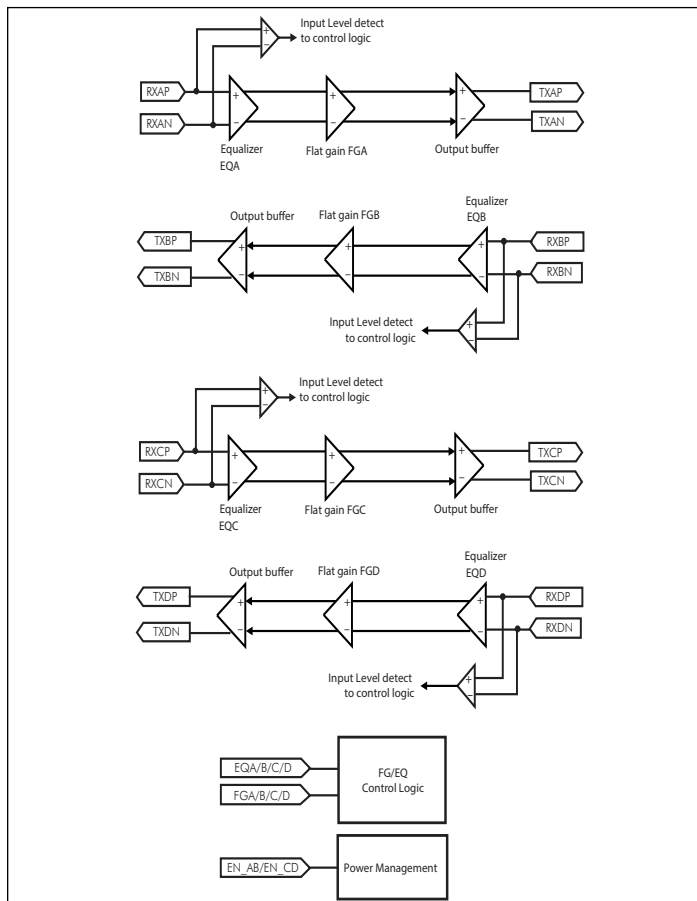 Input Level detect
to control logic
+
−
RXAP
+
+
+
TXAP
RXAN
−
−
−
TXAN
Equalizer
EQA
Flat gain FGA
Output buffer
Equalizer
EQB
Output buffer
Flat gain FGB
TXBP
+
+
+
RXBP
TXBN
−
−
−
RXBN
Input Level detect
to control logic
+
−
Input Level detect
to control logic
+
−
RXCP
+
+
+
TXCP
RXCN
−
−
−
TXCN
Equalizer
EQC
Flat gain FGC
Output buffer
Equalizer
EQD
Output buffer
Flat gain FGD
TXDP
+
+
+
RXDP
TXDN
−
−
−
RXDN
Input Level detect
to control logic
+
−
EQA/B/C/D
FGA/B/C/D
FG/EQ
Control Logic
EN_AB/EN_CD
Power Management